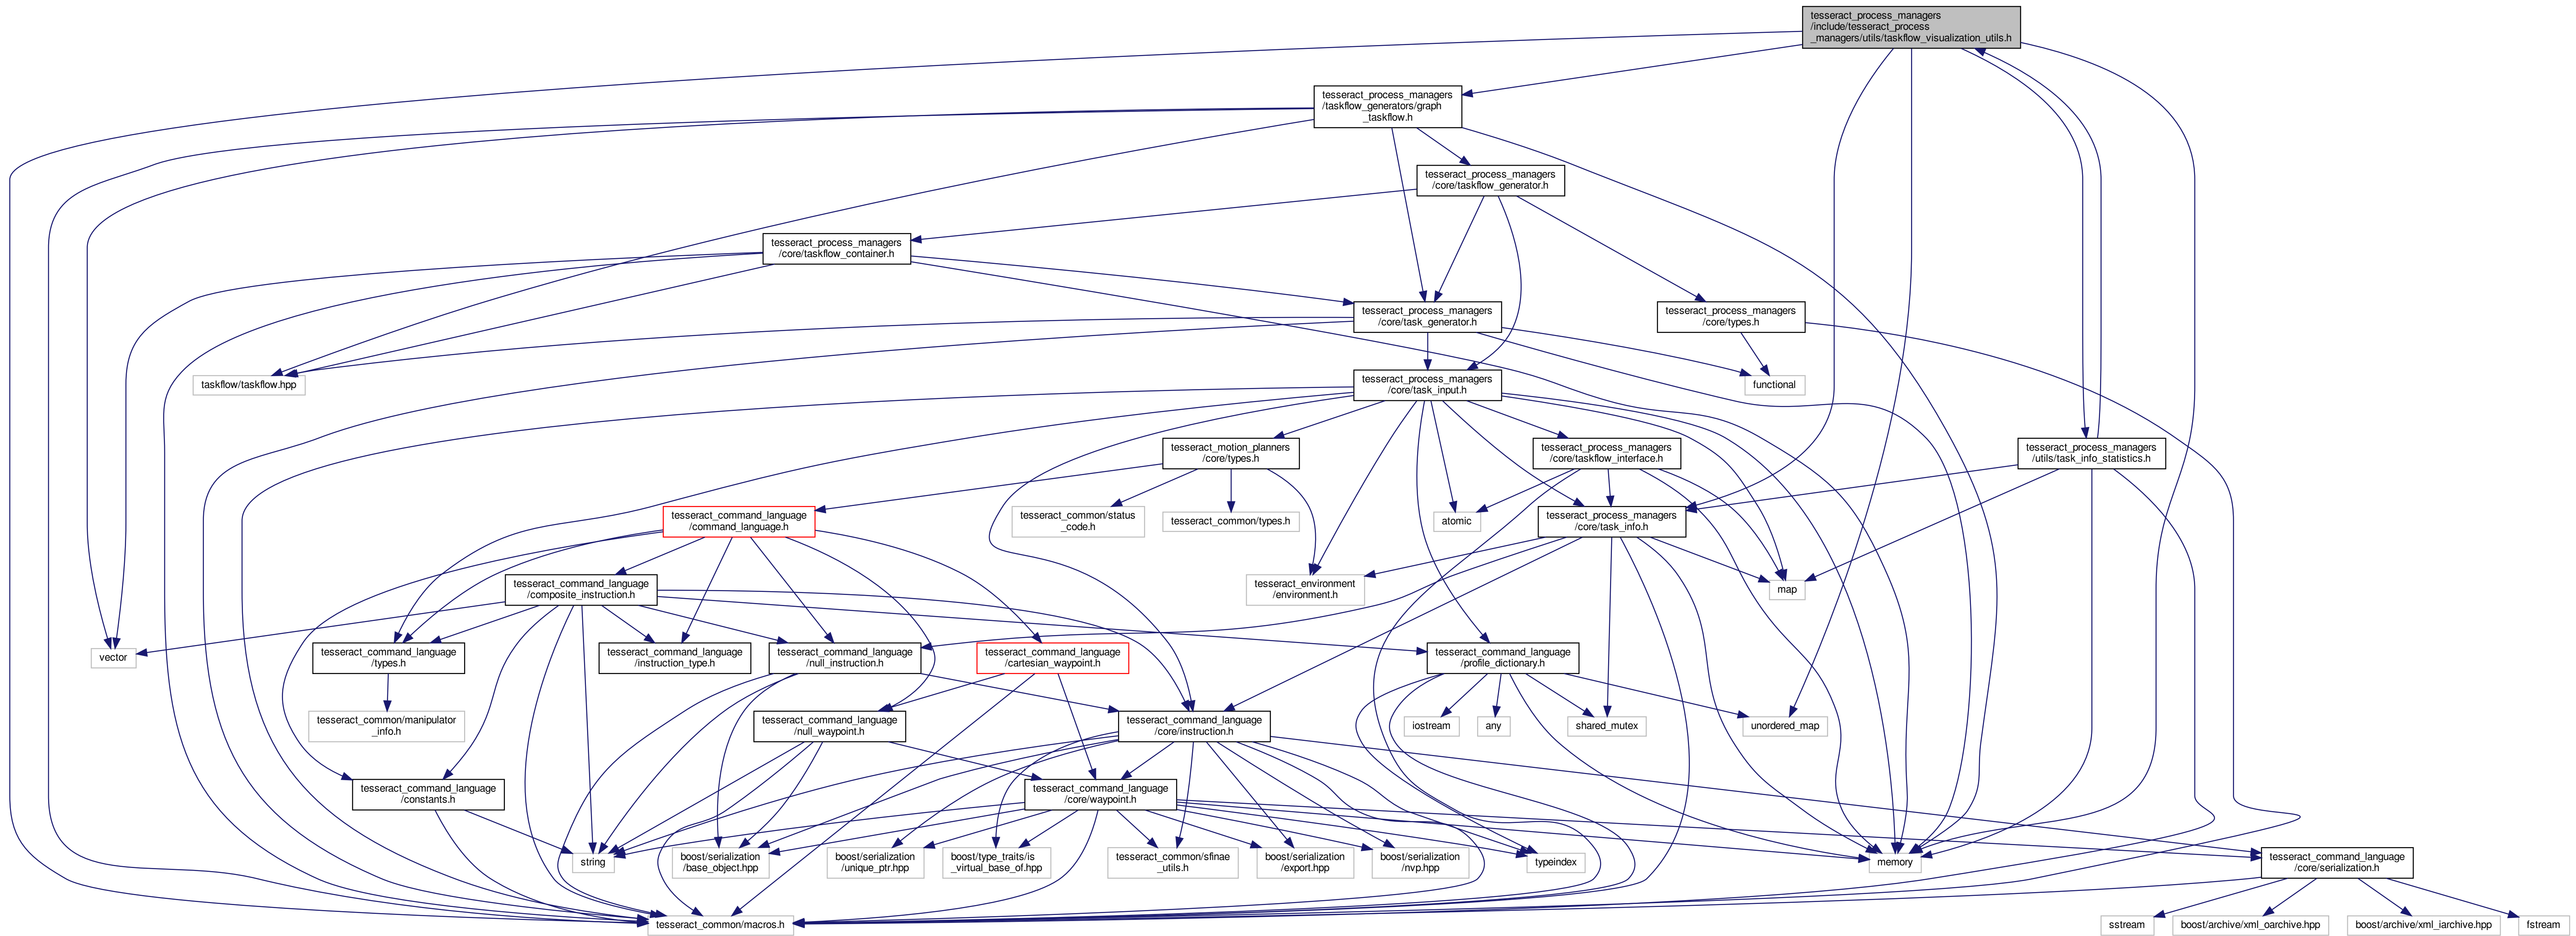 tesseract_process_managers
/include/tesseract_process
_managers/utils/taskflow_visualization_utils.h
tesseract_process_managers
/taskflow_generators/graph
_taskflow.h
tesseract_process_managers
/core/taskflow_generator.h
tesseract_process_managers
/core/taskflow_container.h
tesseract_process_managers
/core/task_generator.h
tesseract_process_managers
/core/types.h
taskflow/taskflow.hpp
tesseract_process_managers
/core/task_input.h
functional
tesseract_motion_planners
/core/types.h
tesseract_process_managers
/core/taskflow_interface.h
tesseract_process_managers
/utils/task_info_statistics.h
tesseract_command_language
/command_language.h
tesseract_common/status
_code.h
tesseract_common/types.h
atomic
tesseract_process_managers
/core/task_info.h
tesseract_command_language
/composite_instruction.h
tesseract_environment
/environment.h
map
vector
tesseract_command_language
/types.h
tesseract_command_language
/instruction_type.h
tesseract_command_language
/null_instruction.h
tesseract_command_language
/cartesian_waypoint.h
tesseract_command_language
/profile_dictionary.h
tesseract_common/manipulator
_info.h
tesseract_command_language
/null_waypoint.h
tesseract_command_language
/core/instruction.h
iostream
any
shared_mutex
unordered_map
tesseract_command_language
/constants.h
tesseract_command_language
/core/waypoint.h
string
boost/serialization
/base_object.hpp
boost/serialization
/unique_ptr.hpp
boost/type_traits/is
_virtual_base_of.hpp
tesseract_common/sfinae
_utils.h
boost/serialization
/export.hpp
boost/serialization
/nvp.hpp
typeindex
memory
tesseract_command_language
/core/serialization.h
tesseract_common/macros.h
sstream
boost/archive/xml_oarchive.hpp
boost/archive/xml_iarchive.hpp
fstream